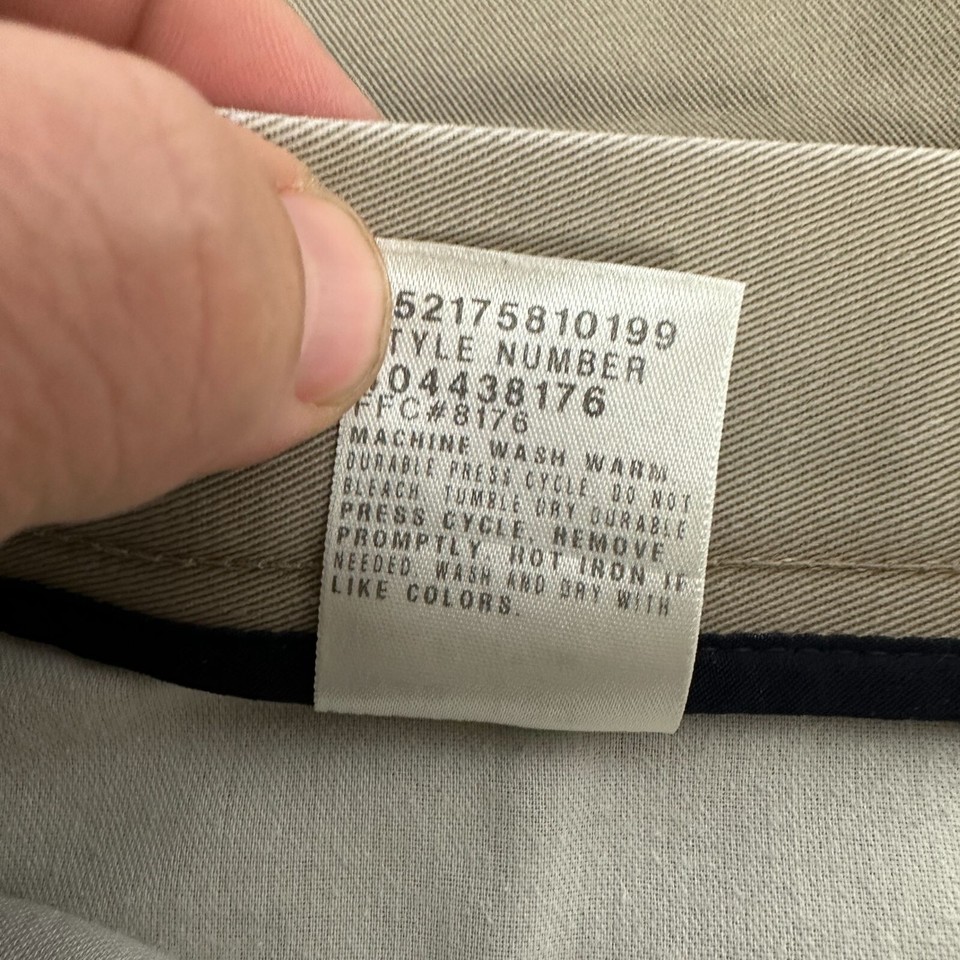 52175810199
TYLE NUMBER
04438176
FFC#8176
MACHINE WASH WARM,
DURABLE PRESS CYCLE. DO NOT
BLEACH. TUMBLE DRY DURABLE
PRESS CYCLE. REMOVE
PROMPTLY. HOT IRON IF
NEEDED. WASH AND DRY WITH
LIKE COLORS.